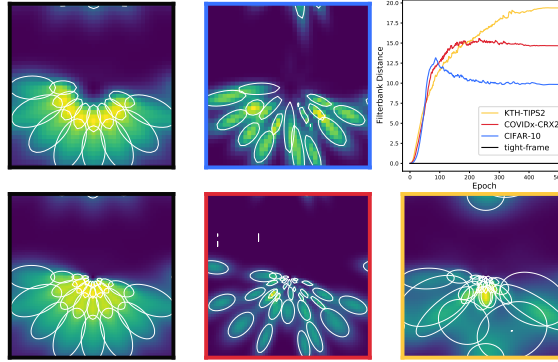 20.0
17.5
15.0
12.5
10.0
7.5
5.0
2.5
0.0
Filterbank Distance
KTH-TIPS2
COVIDx-CRX2
CIFAR-10
tight-frame
0 100 200 300 400 500
Epoch